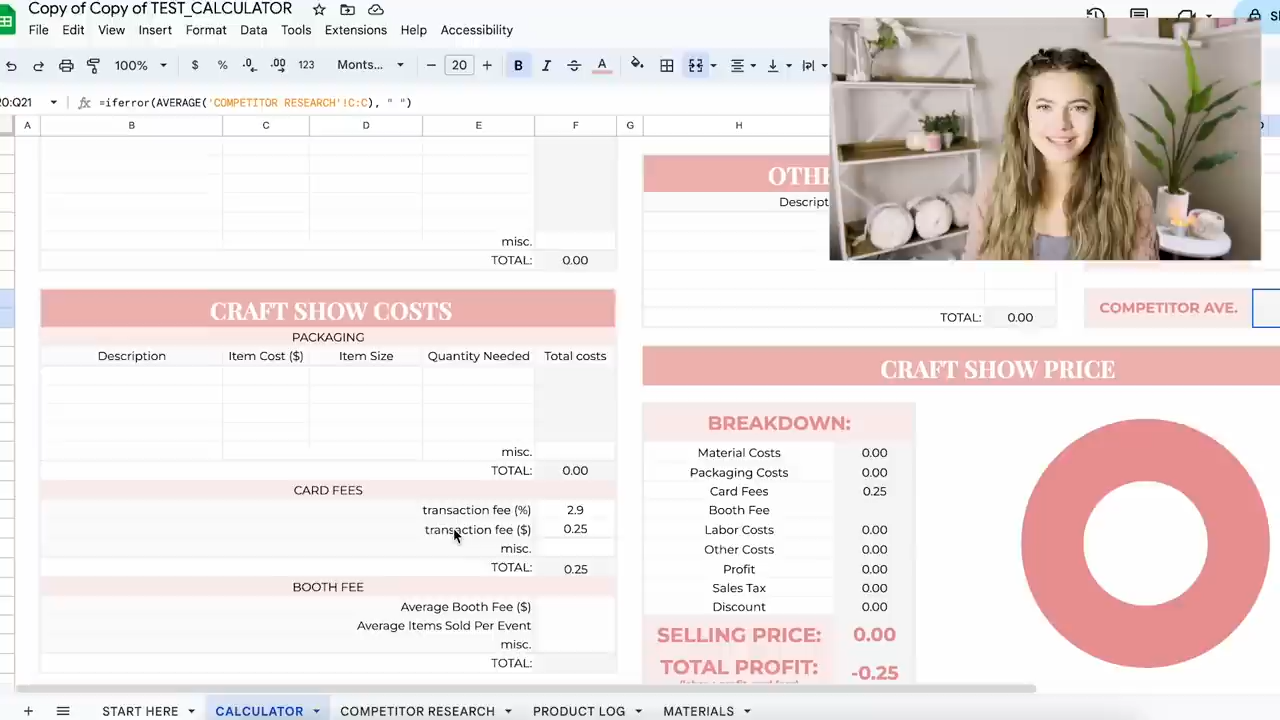 Copy of Copy of TEST_CALCULATOR
File Edit View Insert Format Data Tools Extensions Help Accessibility
100% $ % .0 .00 123 Monts... 20 B I A
20:Q21 fx =iferror(AVERAGE('COMPETITOR RESEARCH'!C:C), " ")
A B C D E F G H
misc.
TOTAL: 0.00
CRAFT SHOW COSTS
PACKAGING
Description Item Cost ($) Item Size Quantity Needed Total costs
misc.
TOTAL: 0.00
CARD FEES
transaction fee (%) 2.9
transaction fee ($) 0.25
misc.
TOTAL: 0.25
BOOTH FEE
Average Booth Fee ($)
Average Items Sold Per Event
misc.
TOTAL:
OTHE
Descript
TOTAL: 0.00
COMPETITOR AVE.
CRAFT SHOW PRICE
BREAKDOWN:
Material Costs 0.00
Packaging Costs 0.00
Card Fees 0.25
Booth Fee
Labor Costs 0.00
Other Costs 0.00
Profit 0.00
Sales Tax 0.00
Discount 0.00
SELLING PRICE: 0.00
TOTAL PROFIT: -0.25
START HERE CALCULATOR COMPETITOR RESEARCH PRODUCT LOG MATERIALS